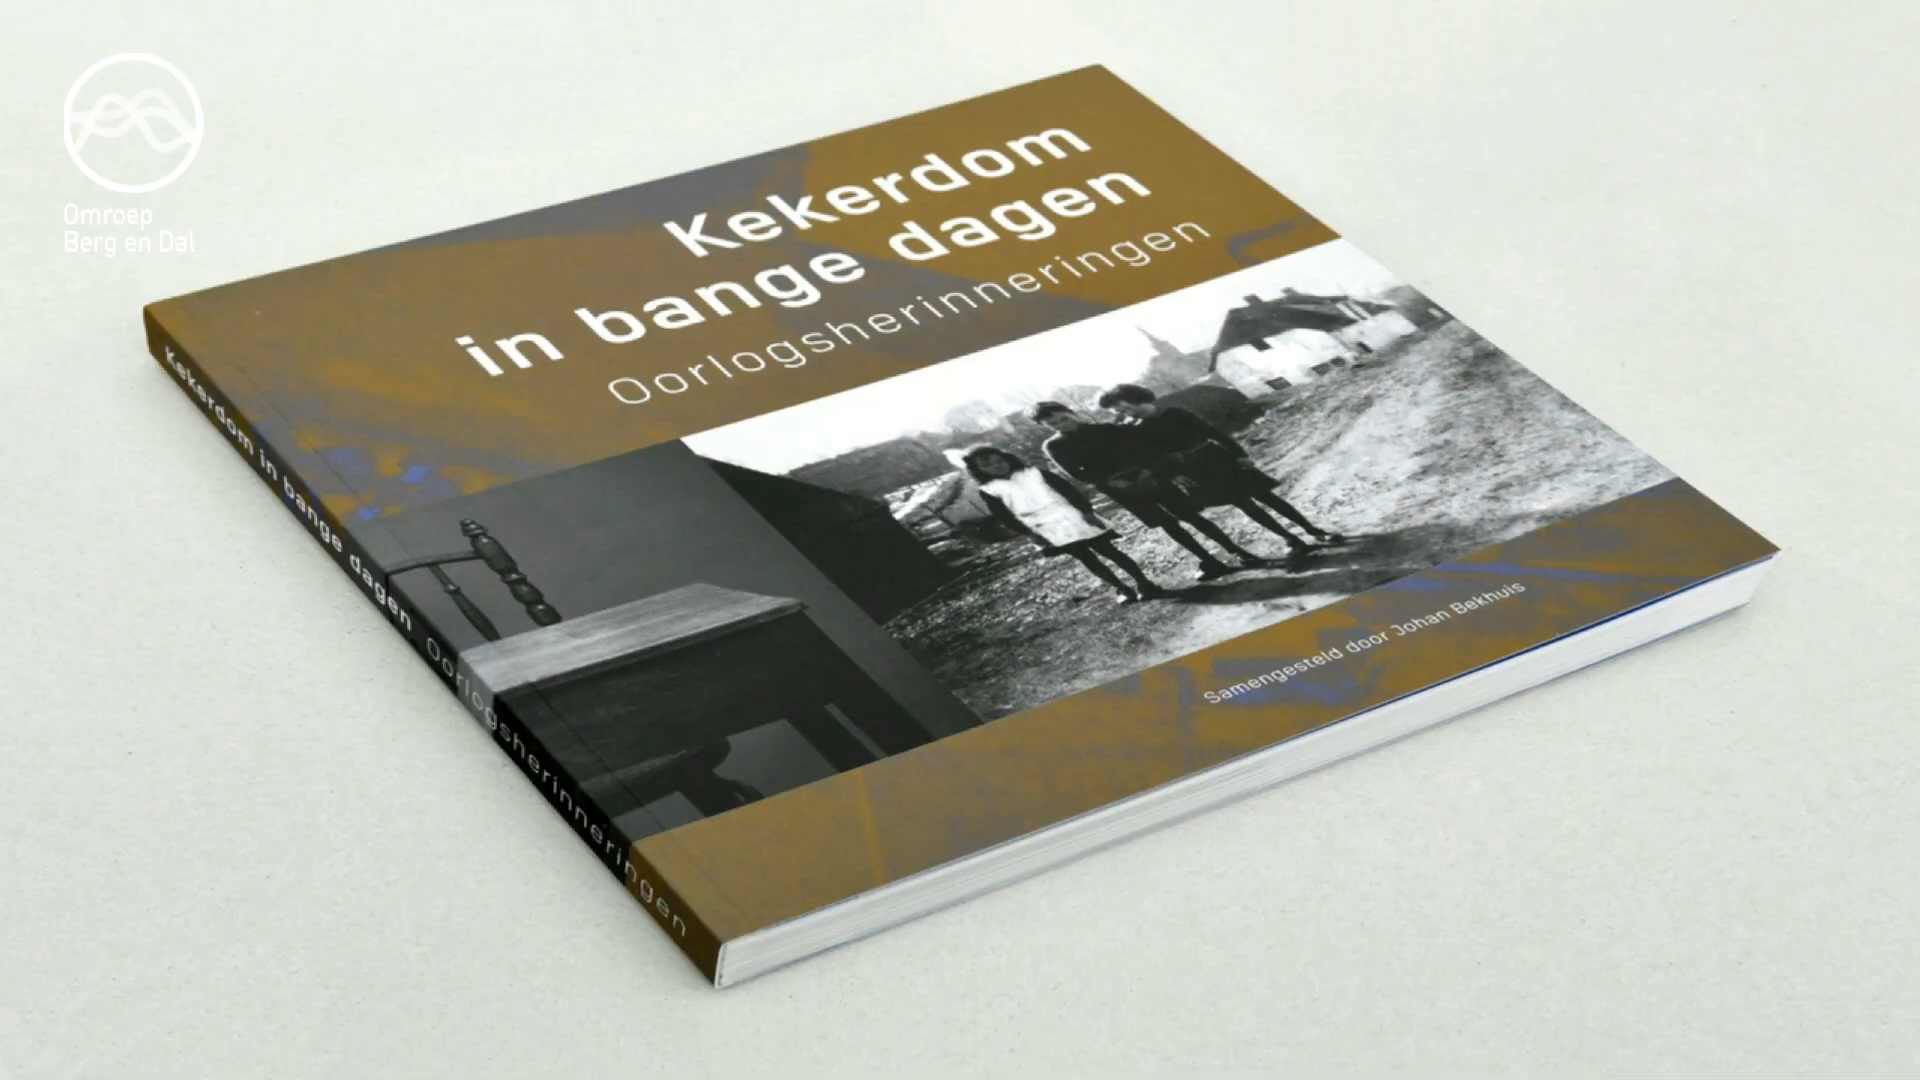 Omroep
Berg en Dal
Kekerdom
in bange dagen
Oorlogsherinneringen
Samengesteld door Johan Bekhuis
Kekerdom in bange dagen Oorlogsherinneringen